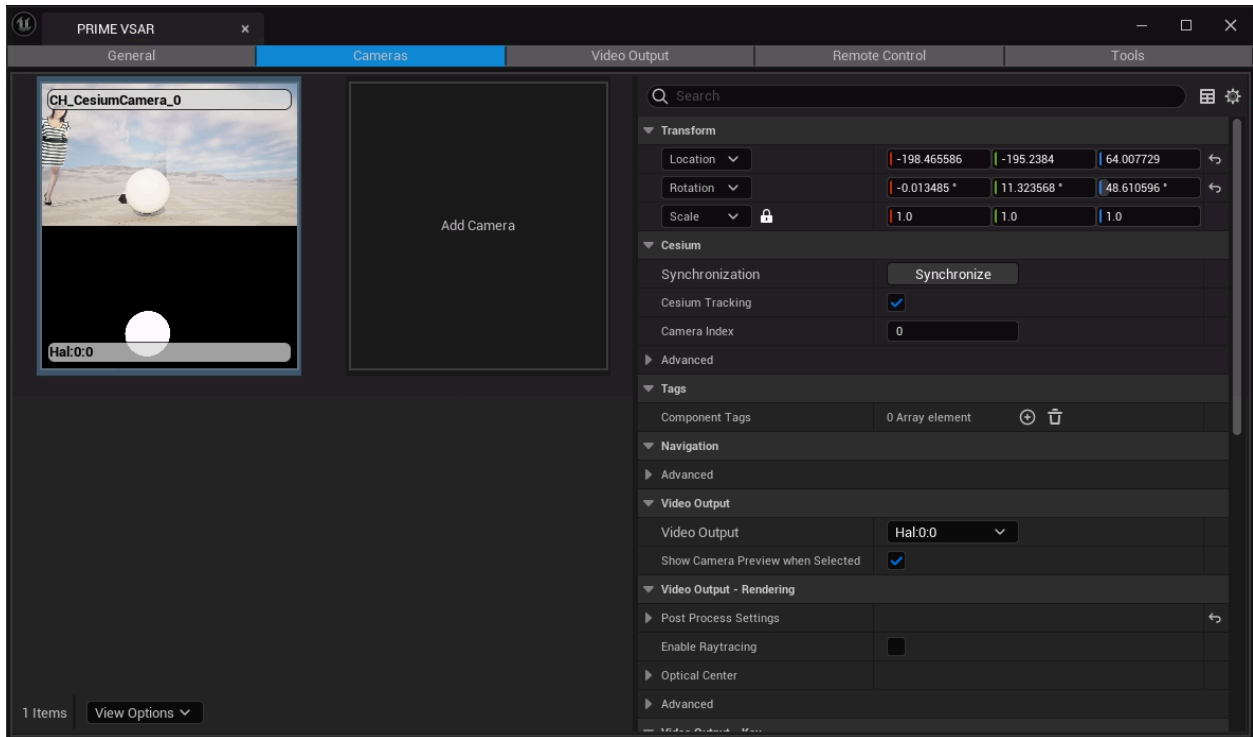 PRIME VSAR
General
Cameras
Video Output
Remote Control
Tools
CH_CesiumCamera_0
Hal:0:0
Add Camera
1 Items
View Options
Search
Transform
Location -198.465586 -195.2384 64.007729
Rotation -0.013485 ° 11.323568 ° 48.610596 °
Scale 1.0 1.0 1.0
Cesium
Synchronization Synchronize
Cesium Tracking
Camera Index 0
Advanced
Tags
Component Tags 0 Array element
Navigation
Advanced
Video Output
Video Output Hal:0:0
Show Camera Preview when Selected
Video Output - Rendering
Post Process Settings
Enable Raytracing
Optical Center
Advanced
Video Output - Key